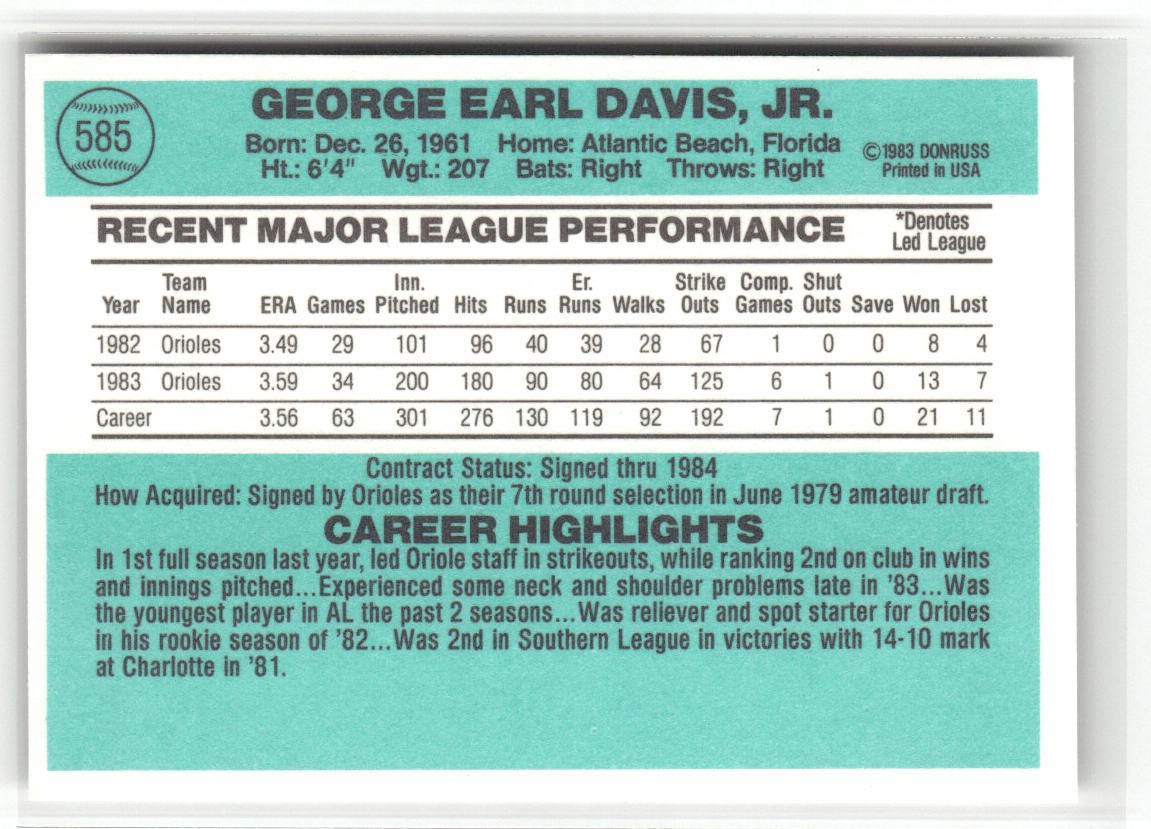 585
GEORGE EARL DAVIS, JR.
Born: Dec. 26, 1961 Home: Atlantic Beach, Florida
Ht.: 6'4" Wgt.: 207 Bats: Right Throws: Right
©1983 DONRUSS
Printed in USA
RECENT MAJOR LEAGUE PERFORMANCE
*Denotes
Led League
Team Inn. Er. Strike Comp. Shut
Year Name ERA Games Pitched Hits Runs Runs Walks Outs Games Outs Save Won Lost
1982 Orioles 3.49 29 101 96 40 39 28 67 1 0 0 8 4
1983 Orioles 3.59 34 200 180 90 80 64 125 6 1 0 13 7
Career 3.56 63 301 276 130 119 92 192 7 1 0 21 11
Contract Status: Signed thru 1984
How Acquired: Signed by Orioles as their 7th round selection in June 1979 amateur draft.
CAREER HIGHLIGHTS
In 1st full season last year, led Oriole staff in strikeouts, while ranking 2nd on club in wins
and innings pitched...Experienced some neck and shoulder problems late in '83...Was
the youngest player in AL the past 2 seasons...Was reliever and spot starter for Orioles
in his rookie season of '82...Was 2nd in Southern League in victories with 14-10 mark
at Charlotte in '81.